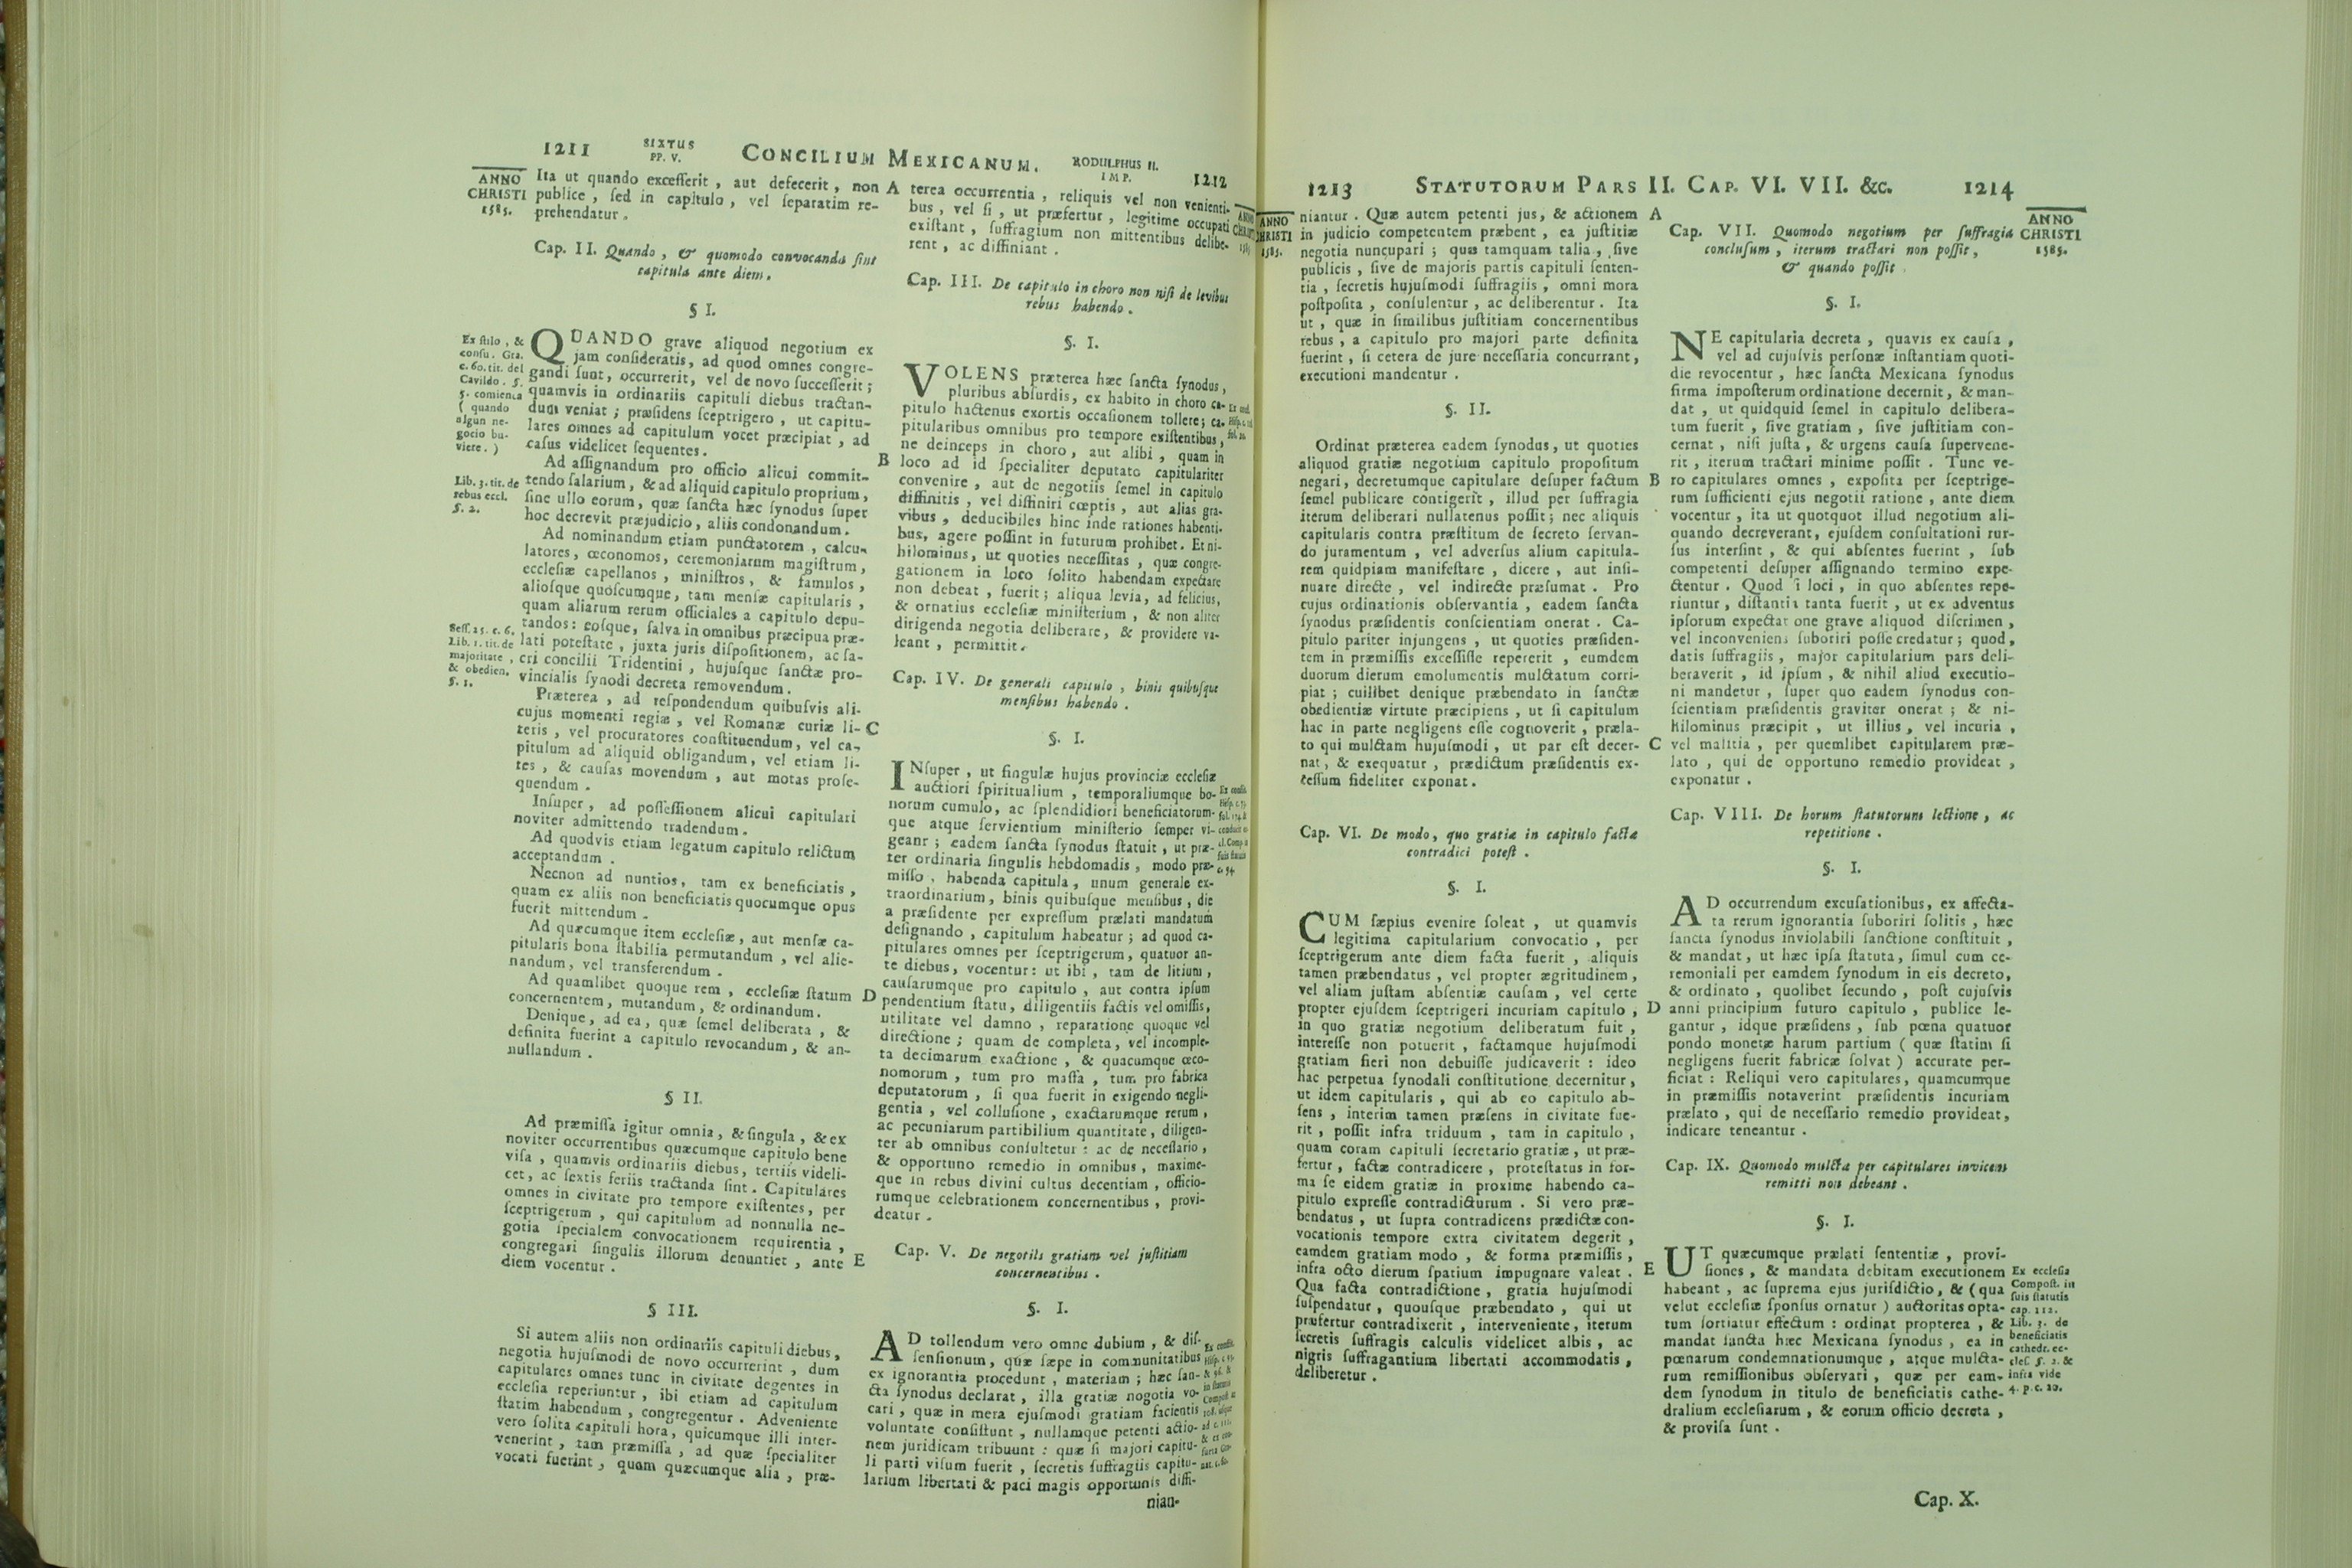 1211 SIXTUS PP. V. CONCILIUM MEXICANUM. RODULPHUS II. IMP. 1212
ANNO CHRISTI 1585.
Ita ut quando exceſſerit , aut defecerit , non
publice , ſed in capitulo , vel ſeparatim re-
prehendatur .
Cap. II. Quando , & quomodo convocanda ſint
capitula ante diem .
§ I.
Ex ſtilo , &
conſu. Gra.
c. 60. tit. del
Cavildo . §.
5. comienza
( quando
algun ne-
gocio hu-
viere . )
QUANDO grave aliquod negotium ex
jam conſideratis, ad quod omnes congre-
gandi ſunt, occurrerit, vel de novo ſucceſſerit ;
quamvis in ordinariis capituli diebus tractan-
dum veniat ; præſidens ſceptrigero , ut capitu-
lares omnes ad capitulum vocet præcipiat , ad
caſus videlicet ſequentes .
Ad aſſignandum pro officio alicui commit-
tendo ſalarium, & ad aliquid capitulo proprium,
ſine ullo eorum, quæ ſancta hæc ſynodus ſuper
hoc decrevit præjudicio, aliis condonandum .
Lib. 3. tit. de
rebus eccl.
§. 2.
Ad nominandum etiam punctatorem , calcu-
latores, œconomos, ceremoniarum magiſtrum,
eccleſiæ capellanos , miniſtros , & famulos ,
alioſque quoſcumque, tam menſæ capitularis ,
quam aliarum rerum officiales a capitulo depu-
tandos : eoſque, ſalva in omnibus præcipua præ-
lati poteſtate , juxta juris diſpoſitionem, ac ſa-
cri concilii Tridentini , hujuſque ſanctæ pro-
vincialis ſynodi decreta removendum .
Seſſ. 25. c. 6.
Lib. 1. tit. de
majoritate ,
& obedien.
§. 1.
Præterea , ad reſpondendum quibuſvis ali-
cujus momenti regiæ , vel Romanæ curiæ li-
teris , vel procuratores conſtituendum, vel ca-
pitulum ad aliquid obligandum, vel etiam li-
tes , & cauſas movendum , aut motas proſe-
quendum .
Inſuper , ad poſſeſſionem alicui capitulari
noviter admittendo tradendum .
Ad quodvis etiam legatum capitulo relictum
acceptandum .
Necnon ad nuntios, tam ex beneficiatis ,
quam ex aliis non beneficiatis quocumque opus
fuerit mittendum .
Ad quæcumque item eccleſiæ, aut menſæ ca-
pitularis bona ſtabilia permutandum , vel alie-
nandum, vel transferendum .
Ad quamlibet quoque rem , eccleſiæ ſtatum
concernentem, mutandum, & ordinandum.
Denique, ad ea, quæ ſemel deliberata , &
definita fuerint a capitulo revocandum, & an-
nullandum .
§ II.
Ad præmiſſa igitur omnia, & ſingula , & ex
noviter occurrentibus quæcumque capitulo bene
viſa , quamvis ordinariis diebus, tertiis videli-
cet, ac ſextis feriis tractanda ſint . Capitulares
omnes in civitate pro tempore exiſtentes, per
ſceptrigerum , qui capitulum ad nonnulla ne-
gotia ſpecialem convocationem requirentia ,
congregari ſingulis illorum denuntiet , ante
diem vocentur .
§ III.
Si autem aliis non ordinariis capituli diebus,
negotia hujuſmodi de novo occurrerint , dum
capitulares omnes tunc in civitate degentes in
eccleſia reperiuntur , ibi etiam ad capitulum
ſtatim habendum , congregentur . Adveniente
vero ſolita capituli hora, quicumque illi inter-
venerint , tam præmiſſa , ad quæ ſpecialiter
vocati fuerint , quam quæcumque alia , præ-
A
B
C
D
E
terea occurrentia , reliquis vel non venienti-
bus , vel ſi , ut præfertur , legitime occupati
exiſtant , ſuffragium non mittentibus delibe-
rent , ac diffiniant .
Cap. III. De capitulo in choro non niſi de levibus
rebus habendo .
§. I.
VOLENS præterea hæc ſancta ſynodus ,
pluribus abſurdis, ex habito in choro ca-
pitulo hactenus exortis occaſionem tollere ; ca-
pitularibus omnibus pro tempore exiſtentibus ,
ne deinceps in choro , aut alibi , quam in
loco ad id ſpecialiter deputato capitulariter
convenire , aut de negotiis ſemel in capitulo
diffinitis , vel diffiniri cœptis , aut alias gra-
vibus , deducibiles hinc inde rationes habenti-
bus, agere poſſint in futurum prohibet . Et ni-
hilominus, ut quoties neceſſitas , quæ congre-
gationem in loco ſolito habendam expectare
non debeat , fuerit ; aliqua levia, ad felicius,
& ornatius eccleſiæ miniſterium , & non aliter
dirigenda negotia deliberare, & providere va-
leant , permittit .
Cap. IV. De generali capitulo , binis quibuſque
menſibus habendo .
§. I.
INſuper , ut ſingulæ hujus provinciæ eccleſiæ
auctiori ſpiritualium , temporaliumque bo-
norum cumulo, ac ſplendidiori beneficiatorum-
que atque ſervientium miniſterio ſemper vi-
geant ; eadem ſancta ſynodus ſtatuit , ut præ-
ter ordinaria ſingulis hebdomadis , modo præ-
miſſo , habenda capitula , unum generale ex-
traordinarium , binis quibuſque menſibus , die
a præſidente per expreſſum prælati mandatum
deſignando , capitulum habeatur ; ad quod ca-
pitulares omnes per ſceptrigerum, quatuor an-
te diebus, vocentur : ut ibi , tam de litium ,
cauſarumque pro capitulo , aut contra ipſum
pendentium ſtatu, diligentiis factis vel omiſſis,
utilitate vel damno , reparatione quoque vel
directione ; quam de completa, vel incomple-
ta decimarum exactione , & quacumque œco-
nomorum , tum pro maſſa , tum pro fabrica
deputatorum , ſi qua fuerit in exigendo negli-
gentia , vel colluſione , exactarumque rerum ,
ac pecuniarum partibilium quantitate , diligen-
ter ab omnibus conſultetur : ac de neceſſario ,
& opportuno remedio in omnibus , maxime-
que in rebus divini cultus decentiam , officio-
rumque celebrationem concernentibus , provi-
deatur .
Cap. V. De negotiis gratiam vel juſtitiam
concernentibus .
§. I.
AD tollendum vero omne dubium , & diſ-
ſenſionum, quæ ſæpe in communitatibus
ex ignorantia procedunt , materiam ; hæc ſan-
cta ſynodus declarat , illa gratiæ nogotia vo-
cari , quæ in mera ejuſmodi gratiam facientis
voluntate conſiſtunt , nullamque petenti actio-
nem juridicam tribuunt : quæ ſi majori capitu-
li parti viſum fuerit , ſecretis ſuffragiis capitu-
larium libertati & paci magis opportunis diffi-
nian-
1213 STATUTORUM PARS II. CAP. VI. VII. &c. 1214
ANNO CHRISTI 1585.
niantur . Quæ autem petenti jus, & actionem
in judicio competentem præbent , ea juſtitiæ
negotia nuncupari ; quæ tamquam talia , ſive
publicis , ſive de majoris partis capituli ſenten-
tia , ſecretis hujuſmodi ſuffragiis , omni mora
poſtpoſita , conſulentur , ac deliberentur . Ita
ut , quæ in ſimilibus juſtitiam concernentibus
rebus , a capitulo pro majori parte definita
fuerint , ſi cetera de jure neceſſaria concurrant,
executioni mandentur .
§. II.
Ordinat præterea eadem ſynodus, ut quoties
aliquod gratiæ negotium capitulo propoſitum
negari, decretumque capitulare deſuper factum
ſemel publicare contigerit , illud per ſuffragia
iterum deliberari nullatenus poſſit ; nec aliquis
capitularis contra præſtitum de ſecreto ſervan-
do juramentum , vel adverſus alium capitula-
rem quidpiam manifeſtare , dicere , aut inſi-
nuare directe , vel indirecte præſumat . Pro
cujus ordinationis obſervantia , eadem ſancta
ſynodus præſidentis conſcientiam onerat . Ca-
pitulo pariter injungens , ut quoties præſiden-
tem in præmiſſis exceſſiſſe repererit , eumdem
duorum dierum emolumentis mulctatum corri-
piat ; cuilibet denique præbendato in ſanctæ
obedientiæ virtute præcipiens , ut ſi capitulum
hac in parte negligens eſſe cognoverit , præla-
to qui mulctam hujuſmodi , ut par eſt decer-
nat , & exequatur , prædictum præſidentis ex-
ceſſum fideliter exponat .
Cap. VI. De modo, quo gratiæ in capitulo factæ
contradici poteſt .
§. I.
CUM ſæpius evenire ſoleat , ut quamvis
legitima capitularium convocatio , per
ſceptrigerum ante diem facta fuerit , aliquis
tamen præbendatus , vel propter ægritudinem ,
vel aliam juſtam abſentiæ cauſam , vel certe
propter ejuſdem ſceptrigeri incuriam capitulo ,
in quo gratiæ negotium deliberatum fuit ,
intereſſe non potuerit , factamque hujuſmodi
gratiam fieri non debuiſſe judicaverit : ideo
hac perpetua ſynodali conſtitutione decernitur,
ut idem capitularis , qui ab eo capitulo ab-
ſens , interim tamen præſens in civitate fue-
rit , poſſit infra triduum , tam in capitulo ,
quam coram capituli ſecretario gratiæ , ut præ-
fertur , factæ contradicere , proteſtatus in for-
ma ſe eidem gratiæ in proxime habendo ca-
pitulo expreſſe contradicturum . Si vero præ-
bendatus , ut ſupra contradicens prædictæ con-
vocationis tempore extra civitatem degerit ,
eamdem gratiam modo , & forma præmiſſis ,
infra octo dierum ſpatium impugnare valeat .
Qua facta contradictione , gratia hujuſmodi
ſuſpendatur , quouſque præbendato , qui ut
præfertur contradixerit , interveniente, iterum
ſecretis ſuffragis calculis videlicet albis , ac
nigris ſuffragantium libertati accommodatis ,
deliberetur .
A
B
C
D
E
Cap. VII. Quomodo negotium per ſuffragia
concluſum , iterum tractari non poſſit ,
& quando poſſit .
ANNO
CHRISTI
1585.
§. I.
NE capitularia decreta , quavis ex cauſa ,
vel ad cujuſvis perſonæ inſtantiam quoti-
die revocentur , hæc ſancta Mexicana ſynodus
firma impoſterum ordinatione decernit , & man-
dat , ut quidquid ſemel in capitulo delibera-
tum fuerit , ſive gratiam , ſive juſtitiam con-
cernat , niſi juſta , & urgens cauſa ſupervene-
rit , iterum tractari minime poſſit . Tunc ve-
ro capitulares omnes , expoſita per ſceptrige-
rum ſufficienti ejus negotii ratione , ante diem
vocentur , ita ut quotquot illud negotium ali-
quando decreverant, ejuſdem conſultationi rur-
ſus interſint , & qui abſentes fuerint , ſub
competenti deſuper aſſignando termino expe-
ctentur . Quod i loci , in quo abſentes repe-
riuntur , diſtantia tanta fuerit , ut ex adventus
ipſorum expectat one grave aliquod diſcrimen ,
vel inconveniens ſuboriri poſſe credatur ; quod,
datis ſuffragiis , major capitularium pars deli-
beraverit , id ipſum , & nihil aliud executio-
ni mandetur , ſuper quo eadem ſynodus con-
ſcientiam præſidentis graviter onerat ; & ni-
hilominus præcipit , ut illius , vel incuria ,
vel malitia , per quemlibet capitularem præ-
lato , qui de opportuno remedio provideat ,
exponatur .
Cap. VIII. De horum ſtatutorum lectione , ac
repetitione .
§. I.
AD occurrendum excuſationibus, ex affecta-
ta rerum ignorantia ſuboriri ſolitis , hæc
ſancta ſynodus inviolabili ſanctione conſtituit ,
& mandat , ut hæc ipſa ſtatuta, ſimul cum ce-
remoniali per eamdem ſynodum in eis decreto,
& ordinato , quolibet ſecundo , poſt cujuſvis
anni principium futuro capitulo , publice le-
gantur , idque præſidens , ſub pœna quatuor
pondo monetæ harum partium ( quæ ſtatim ſi
negligens fuerit fabricæ ſolvat ) accurate per-
ficiat : Reliqui vero capitulares, quamcumque
in præmiſſis notaverint præſidentis incuriam
prælato , qui de neceſſario remedio provideat,
indicare teneantur .
Cap. IX. Quomodo mulcta per capitulares invicem
remitti non debeant .
§. I.
UT quæcumque prælati ſententiæ , provi-
ſiones , & mandata debitam executionem
habeant , ac ſuprema ejus juriſdictio, & ( qua
velut eccleſiæ ſponſus ornatur ) auctoritas opta-
tum ſortiatur effectum : ordinat propterea , &
mandat ſancta hæc Mexicana ſynodus , ea in
pœnarum condemnationumque , atque mulcta-
rum remiſſionibus obſervari , quæ per eam-
dem ſynodum in titulo de beneficiatis cathe-
dralium eccleſiarum , & eorum officio decreta ,
& proviſa ſunt .
Ex eccleſia
Compoſt. in
ſuis ſtatutis
cap. 112.
Lib. 3. de
beneficiatis
cathedr. ec-
cleſ. §. 2. &
infra vide
4. p. c. 20.
Cap. X.